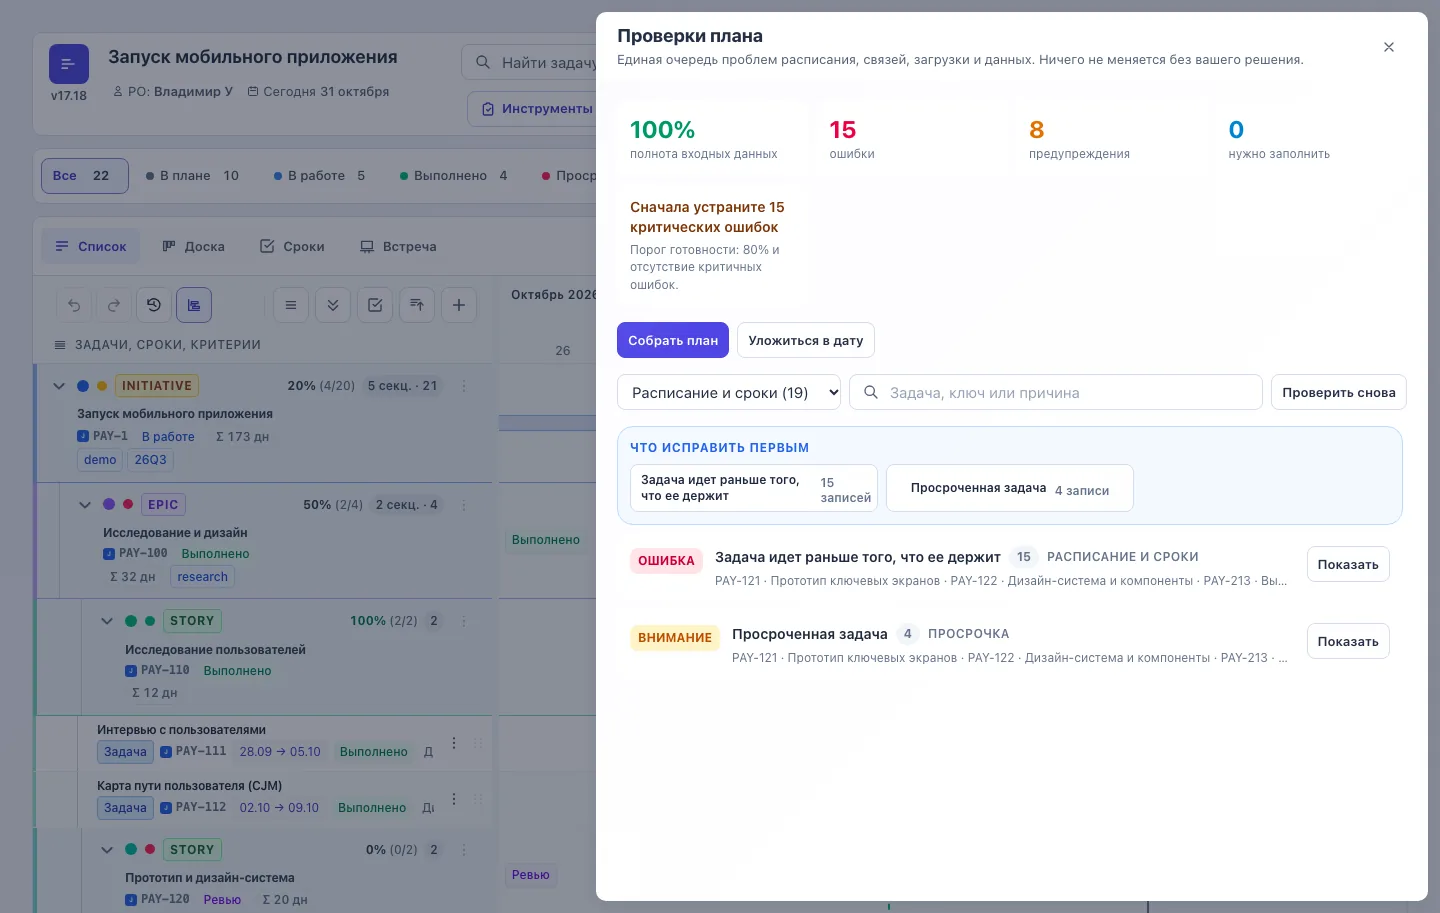 Запуск мобильного приложения
v17.18
РО: Владимир У
Сегодня 31 октября
Найти задачу
Инструменты
Все 22
В плане 10
В работе 5
Выполнено 4
Список
Доска
Сроки
Встреча
Октябрь 2026
ЗАДАЧИ, СРОКИ, КРИТЕРИИ
26
INITIATIVE
20% (4/20)
5 секц. · 21
Запуск мобильного приложения
PAY-1 В работе Σ 173 дн
demo 26Q3
EPIC
50% (2/4)
2 секц. · 4
Исследование и дизайн
PAY-100 Выполнено
Σ 32 дн research
Выполнено
STORY
100% (2/2) 2
Исследование пользователей
PAY-110 Выполнено
Σ 12 дн
Интервью с пользователями
Задача PAY-111 28.09 → 05.10 Выполнено
Карта пути пользователя (CJM)
Задача PAY-112 02.10 → 09.10 Выполнено
STORY
0% (0/2) 2
Прототип и дизайн-система
PAY-120 Ревью Σ 20 дн
Ревью
Проверки плана
Единая очередь проблем расписания, связей, загрузки и данных. Ничего не меняется без вашего решения.
100%
полнота входных данных
15
ошибки
8
предупреждения
0
нужно заполнить
Сначала устраните 15
критических ошибок
Порог готовности: 80% и
отсутствие критичных
ошибок.
Собрать план
Уложиться в дату
Расписание и сроки (19)
Задача, ключ или причина
Проверить снова
ЧТО ИСПРАВИТЬ ПЕРВЫМ
Задача идет раньше того,
что ее держит
15
записей
Просроченная задача 4 записи
ОШИБКА
Задача идет раньше того, что ее держит 15 РАСПИСАНИЕ И СРОКИ
PAY-121 · Прототип ключевых экранов · PAY-122 · Дизайн-система и компоненты · PAY-213 · Вы...
Показать
ВНИМАНИЕ
Просроченная задача 4 ПРОСРОЧКА
PAY-121 · Прототип ключевых экранов · PAY-122 · Дизайн-система и компоненты · PAY-213 · ...
Показать